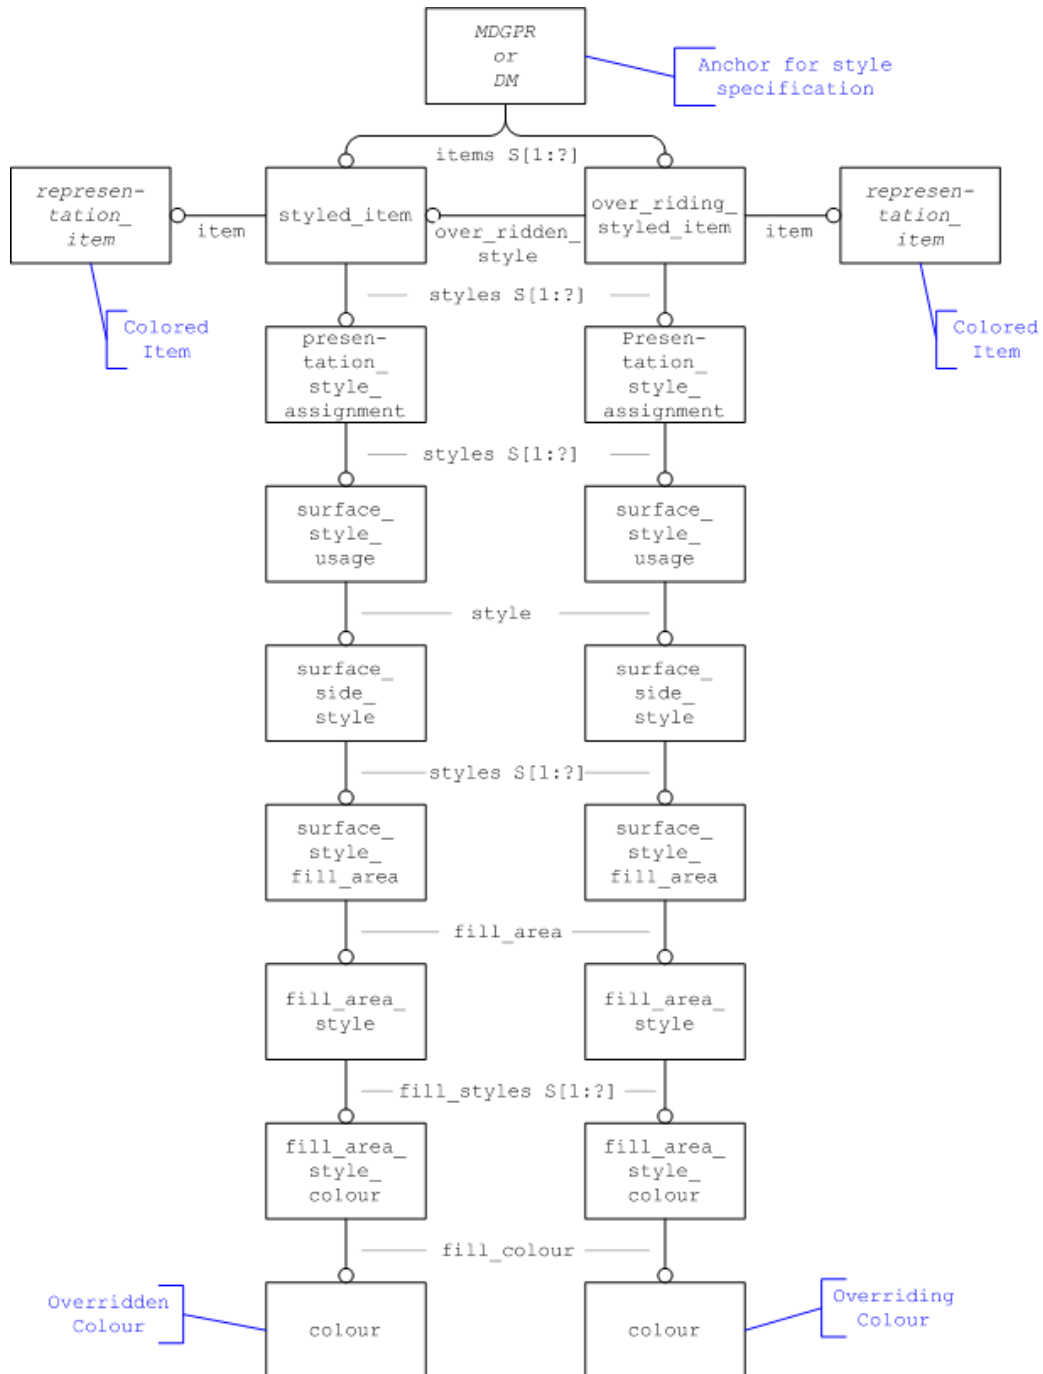 MDGPR
or
DM
Anchor for style
specification
items S[1:?]
represen-
tation_
item
item
styled_item
over_ridden_
style
over_riding_
styled_item
item
represen-
tation_
item
styles S[1:?]
Colored
Item
Colored
Item
presen-
tation_
style_
assignment
Presen-
tation_
style_
assignment
styles S[1:?]
surface_
style_
usage
surface_
style_
usage
style
surface_
side_
style
surface_
side_
style
styles S[1:?]
surface_
style_
fill_area
surface_
style_
fill_area
fill_area
fill_area_
style
fill_area_
style
fill_styles S[1:?]
fill_area_
style_
colour
fill_area_
style_
colour
fill_colour
Overridden
Colour
colour
colour
Overriding
Colour